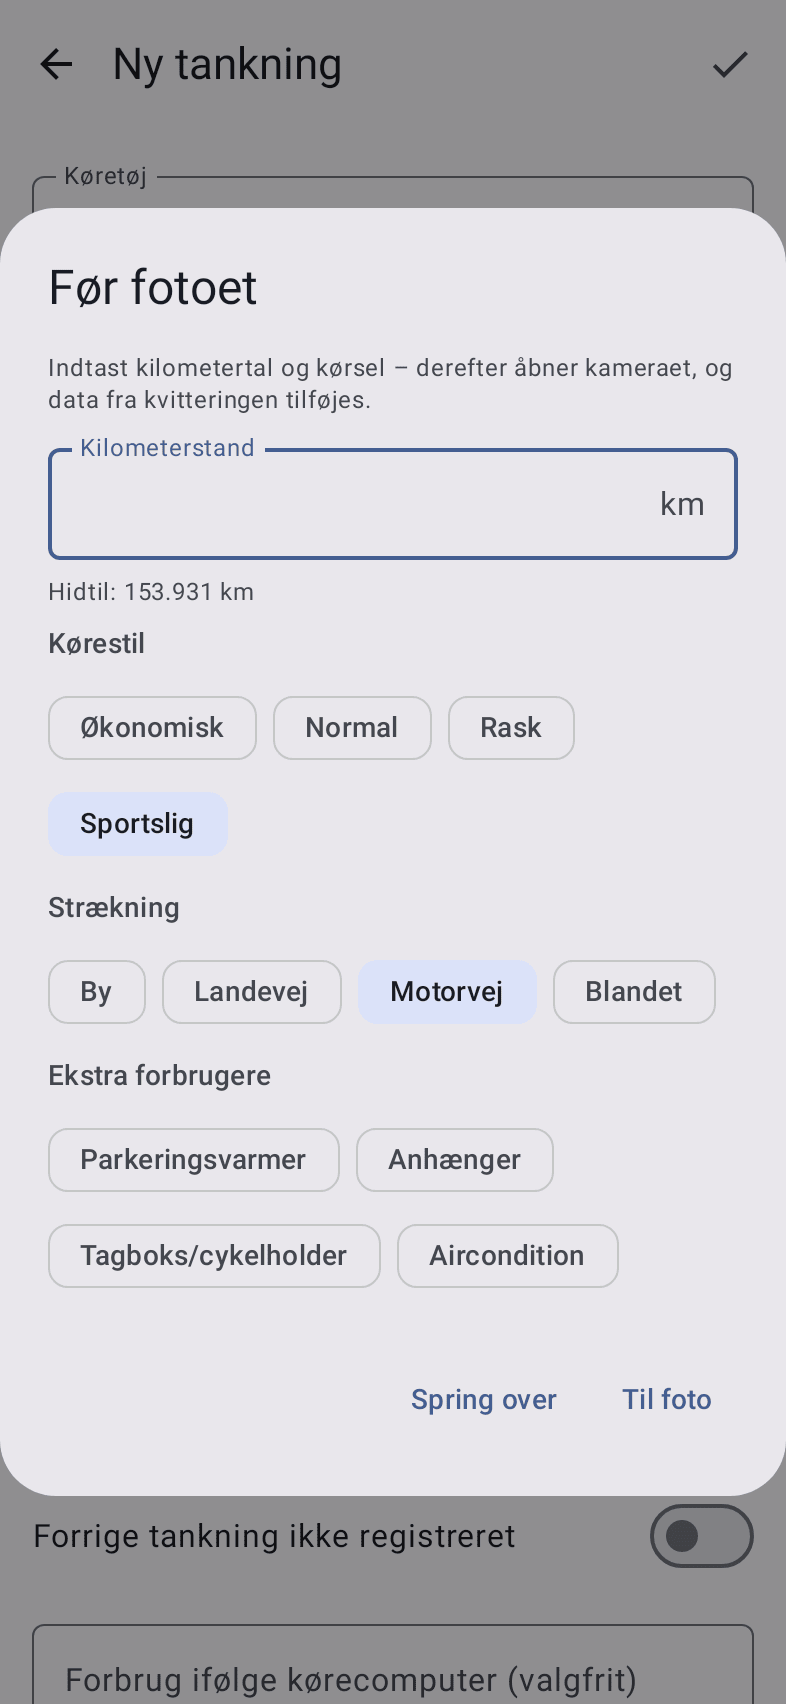 Ny tankning
Køretøj
Før fotoet
Indtast kilometertal og kørsel – derefter åbner kameraet, og
data fra kvitteringen tilføjes.
Kilometerstand
km
Hidtil: 153.931 km
Kørestil
Økonomisk Normal Rask
Sportslig
Strækning
By Landevej Motorvej Blandet
Ekstra forbrugere
Parkeringsvarmer Anhænger
Tagboks/cykelholder Aircondition
Spring over Til foto
Forrige tankning ikke registreret
Forbrug ifølge kørecomputer (valgfrit)